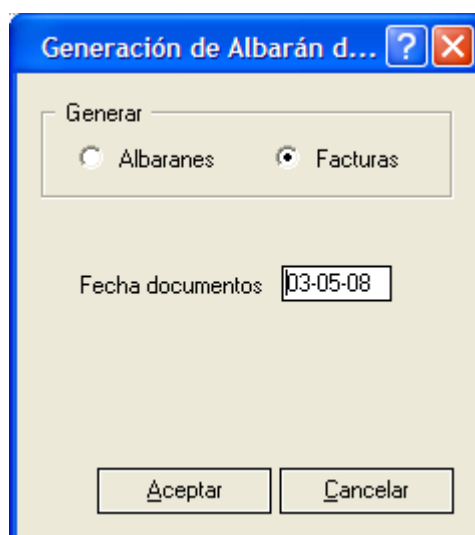 Generación de Albarán d... ?
Generar
Albaranes Facturas
Fecha documentos 03-05-08
Aceptar Cancelar